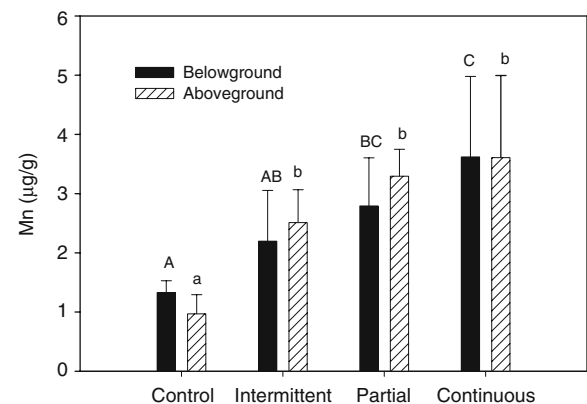 6
5
4
3
2
1
0
Mn (µg/g)
Belowground
Aboveground
A
a
AB
b
BC
b
C
b
Control
Intermittent
Partial
Continuous